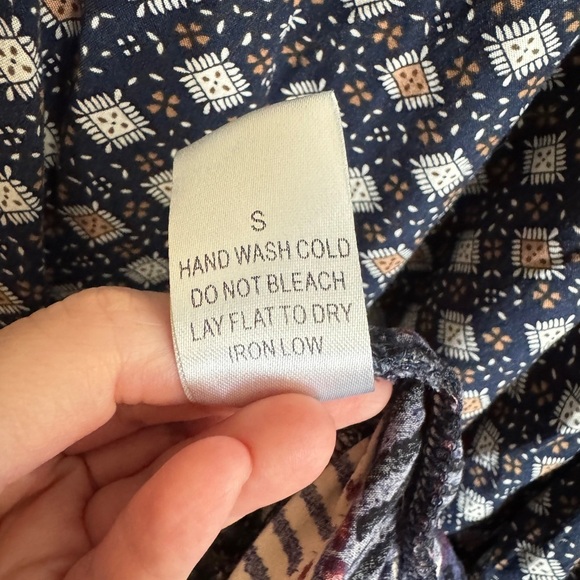 S
HAND WASH COLD
DO NOT BLEACH
LAY FLAT TO DRY
IRON LOW